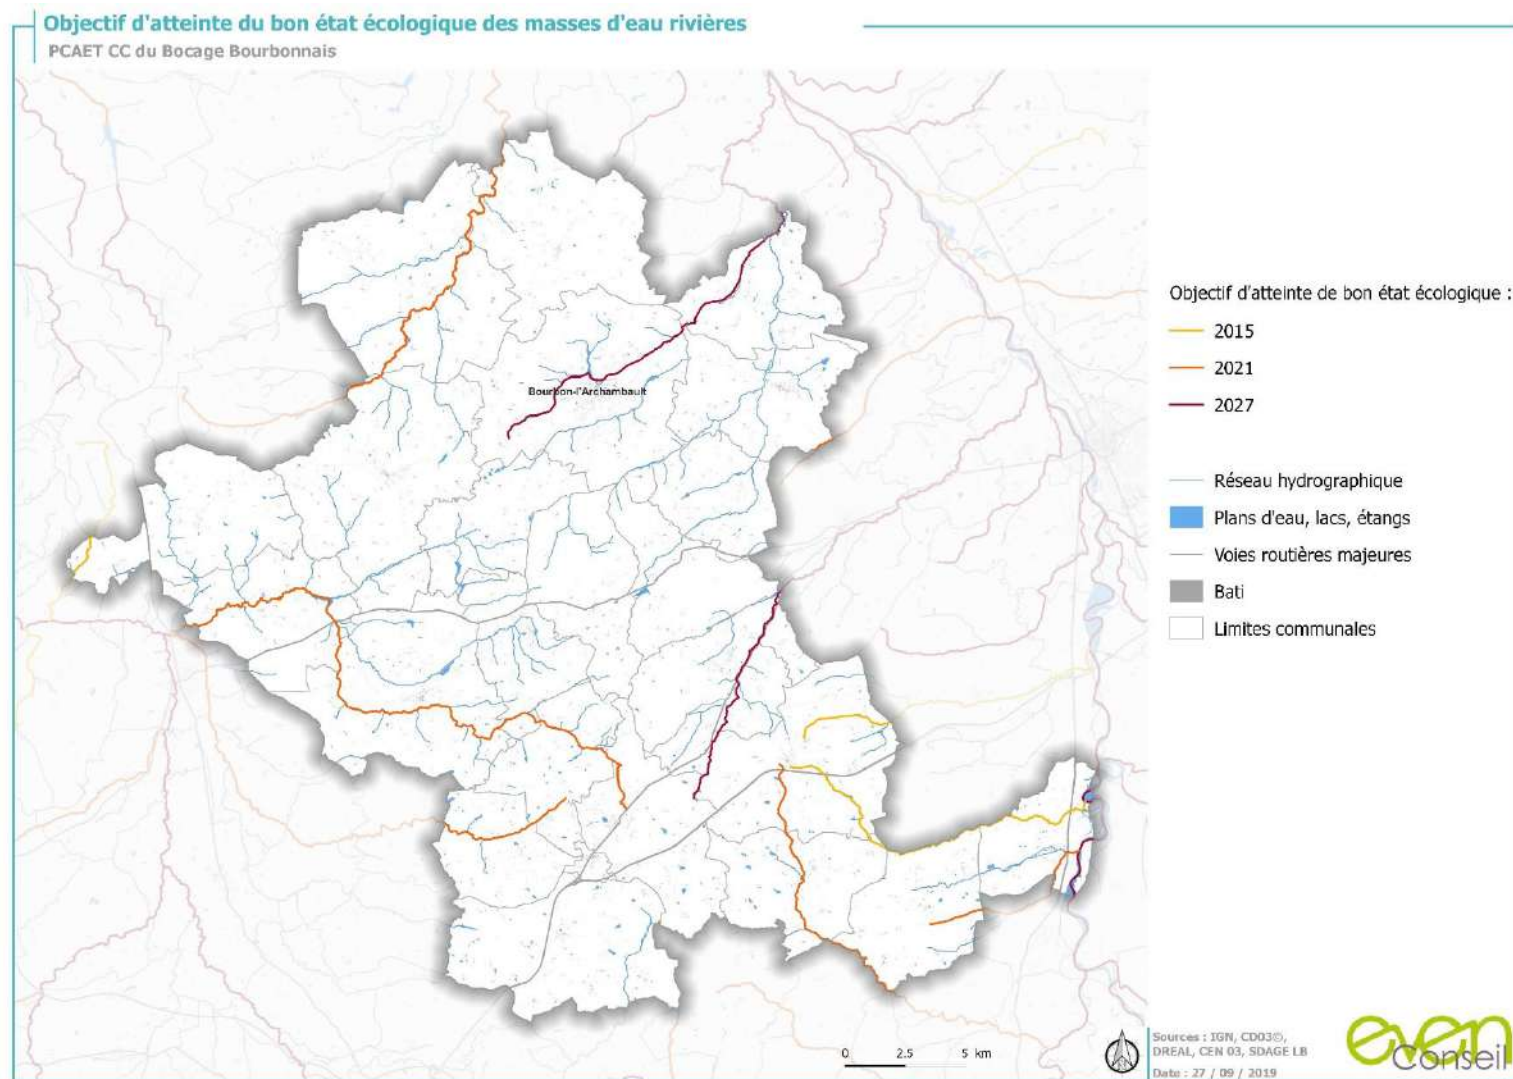 Objectif d'atteinte du bon état écologique des masses d'eau rivières
PCAET CC du Bocage Bourbonnais
Bourbon-l'Archambault
Objectif d'atteinte de bon état écologique :
2015
2021
2027
Réseau hydrographique
Plans d'eau, lacs, étangs
Voies routières majeures
Bati
Limites communales
0 2.5 5 km
Sources : IGN, CD03©,
DREAL, CEN 03, SDAGE LB
Date : 27 / 09 / 2019
even
Conseil